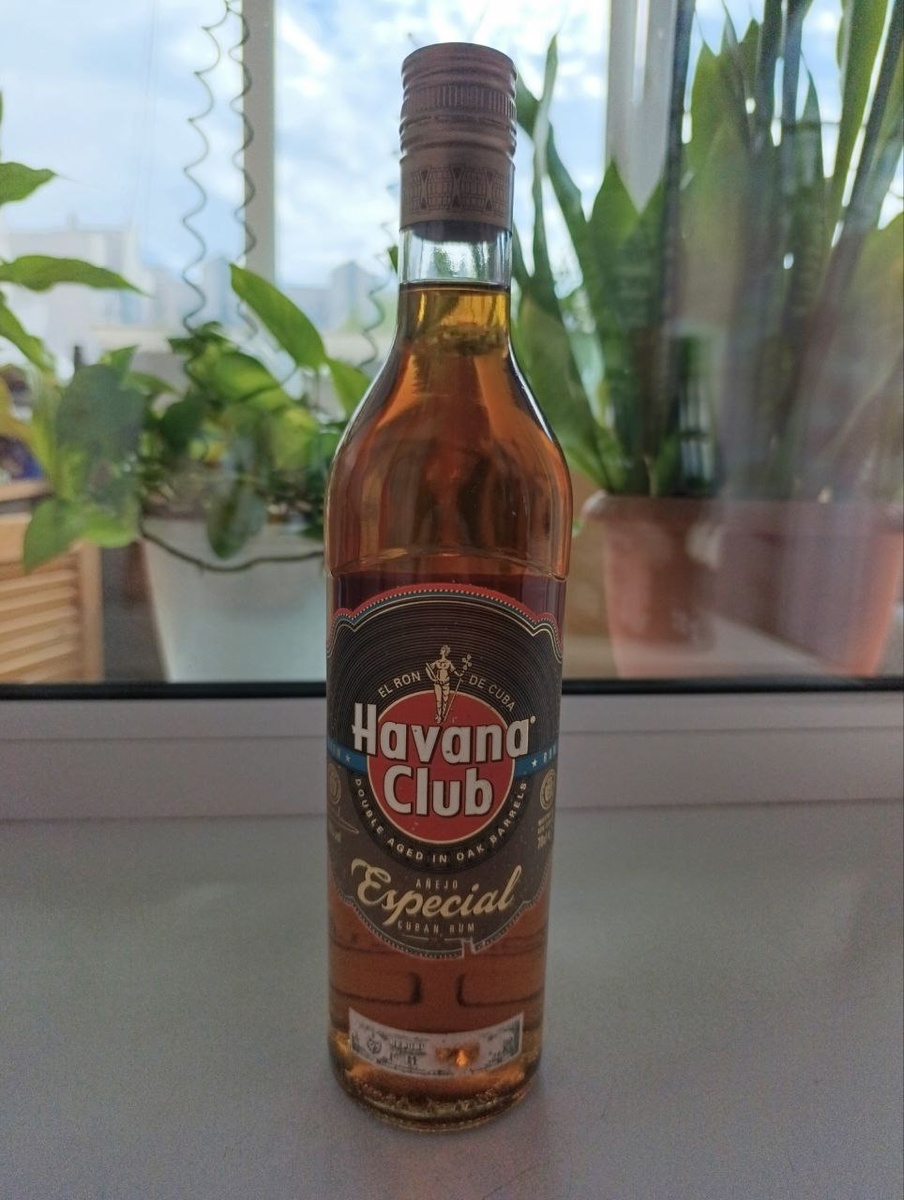 EL RON DE CUBA
Havana
Club
DOUBLE AGED IN OAK BARRELS
AÑEJO
Especial
CUBAN RUM